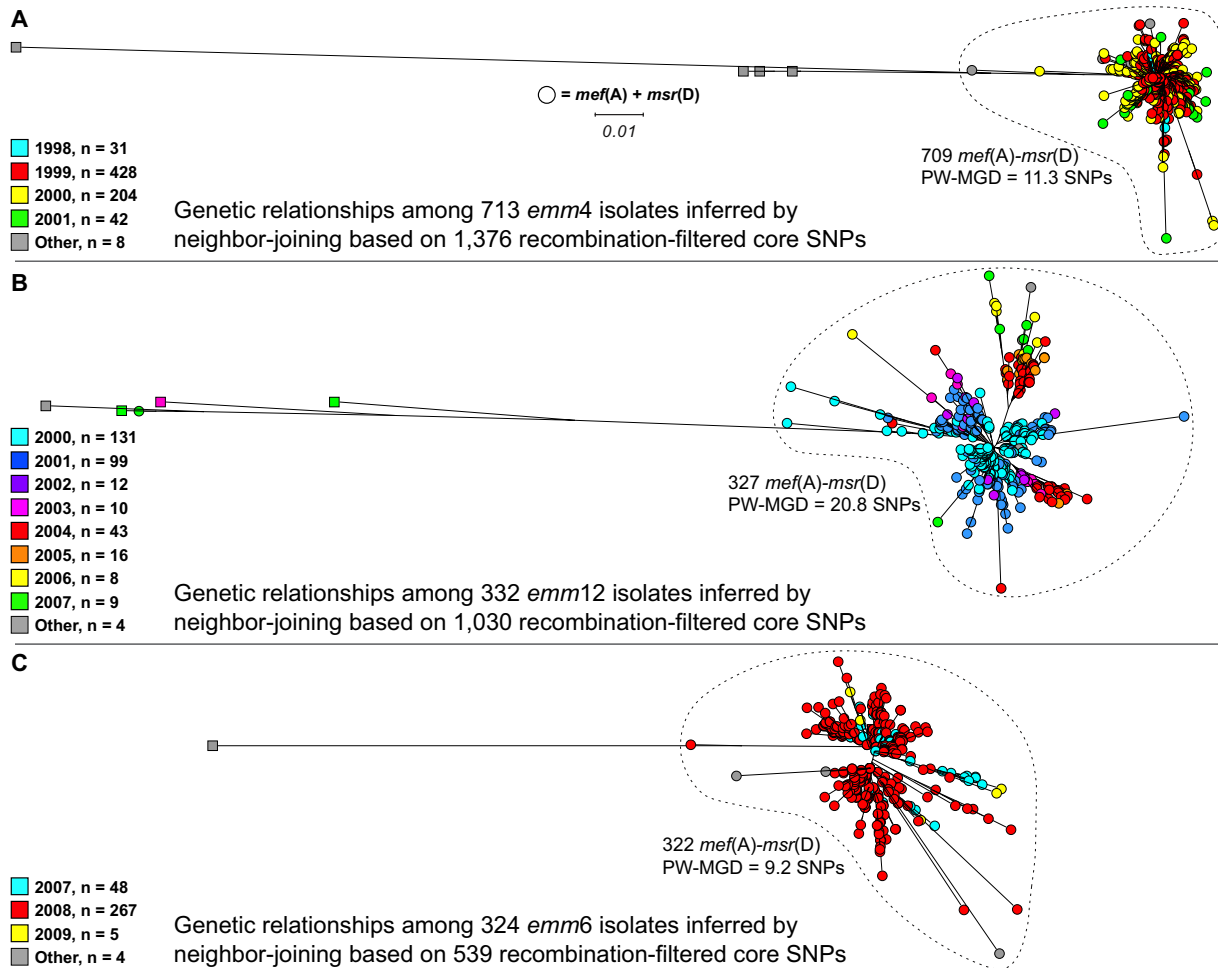 A
= mef(A) + msr(D)
0.01
1998, n = 31
1999, n = 428
2000, n = 204
2001, n = 42
Other, n = 8
709 mef(A)-msr(D)
PW-MGD = 11.3 SNPs
Genetic relationships among 713 emm4 isolates inferred by
neighbor-joining based on 1,376 recombination-filtered core SNPs
B
2000, n = 131
2001, n = 99
2002, n = 12
2003, n = 10
2004, n = 43
2005, n = 16
2006, n = 8
2007, n = 9
Other, n = 4
327 mef(A)-msr(D)
PW-MGD = 20.8 SNPs
Genetic relationships among 332 emm12 isolates inferred by
neighbor-joining based on 1,030 recombination-filtered core SNPs
C
322 mef(A)-msr(D)
PW-MGD = 9.2 SNPs
2007, n = 48
2008, n = 267
2009, n = 5
Other, n = 4
Genetic relationships among 324 emm6 isolates inferred by
neighbor-joining based on 539 recombination-filtered core SNPs